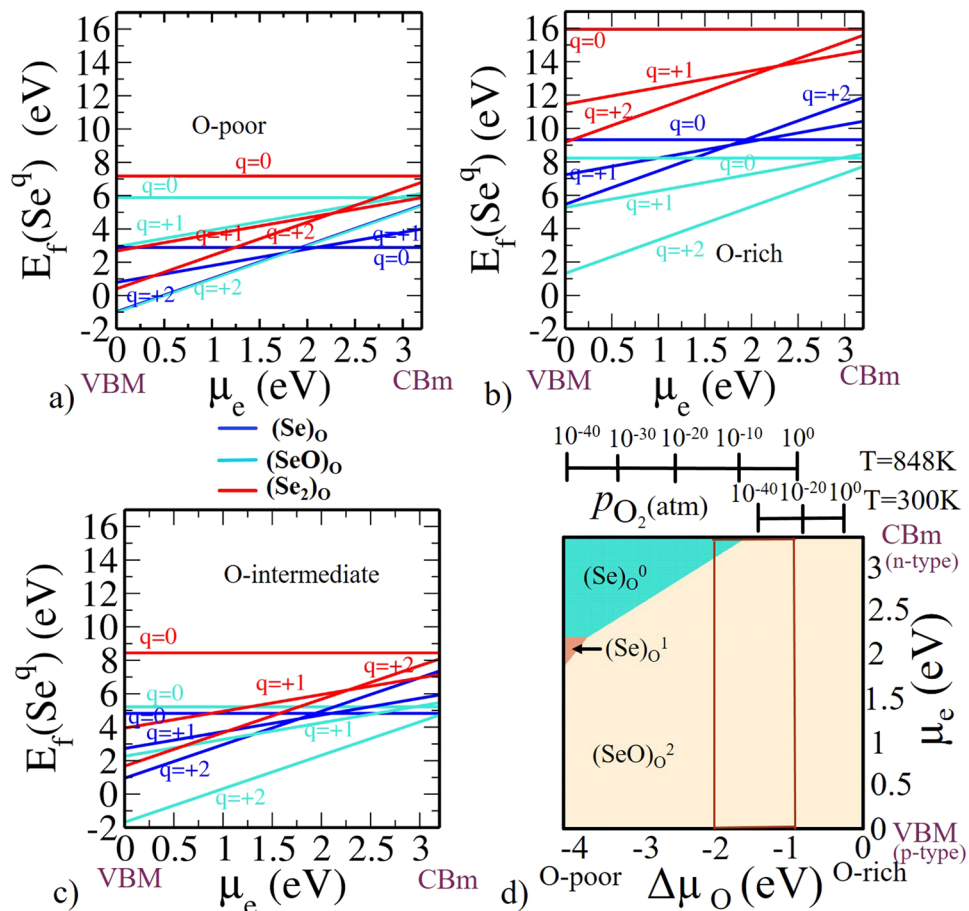 16
14
12
10
8
6
4
2
0
-2
E_f(Se^q) (eV)
O-poor
q=0
q=0
q=+1
q=+1
q=+2
q=+1
q=0
q=+2
q=+2
0 0.5 1 1.5 2 2.5 3
VBM
μ_e (eV)
CBm
a)
16
14
12
10
8
6
4
2
0
-2
E_f(Se^q) (eV)
q=0
q=+1
q=+2
q=+2
q=0
q=0
q=+1
q=+1
q=+2
O-rich
0 0.5 1 1.5 2 2.5 3
VBM
μ_e (eV)
CBm
b)
(Se)_O
(SeO)_O
(Se_2)_O
16
14
12
10
8
6
4
2
0
-2
E_f(Se^q) (eV)
O-intermediate
q=0
q=+2
q=+1
q=0
q=0
q=+1
q=+1
q=+2
q=+2
0 0.5 1 1.5 2 2.5 3
VBM
μ_e (eV)
CBm
c)
10^-40 10^-30 10^-20 10^-10 10^0
T=848K
p_O_2 (atm)
10^-40 10^-20 10^0
T=300K
CBm
(n-type)
(Se)_O^0
(Se)_O^1
(SeO)_O^2
3
2.5
2
1.5
1
0.5
0
μ_e (eV)
VBM
(p-type)
-4 -3 -2 -1 0
O-poor
Δμ_O (eV)
O-rich
d)